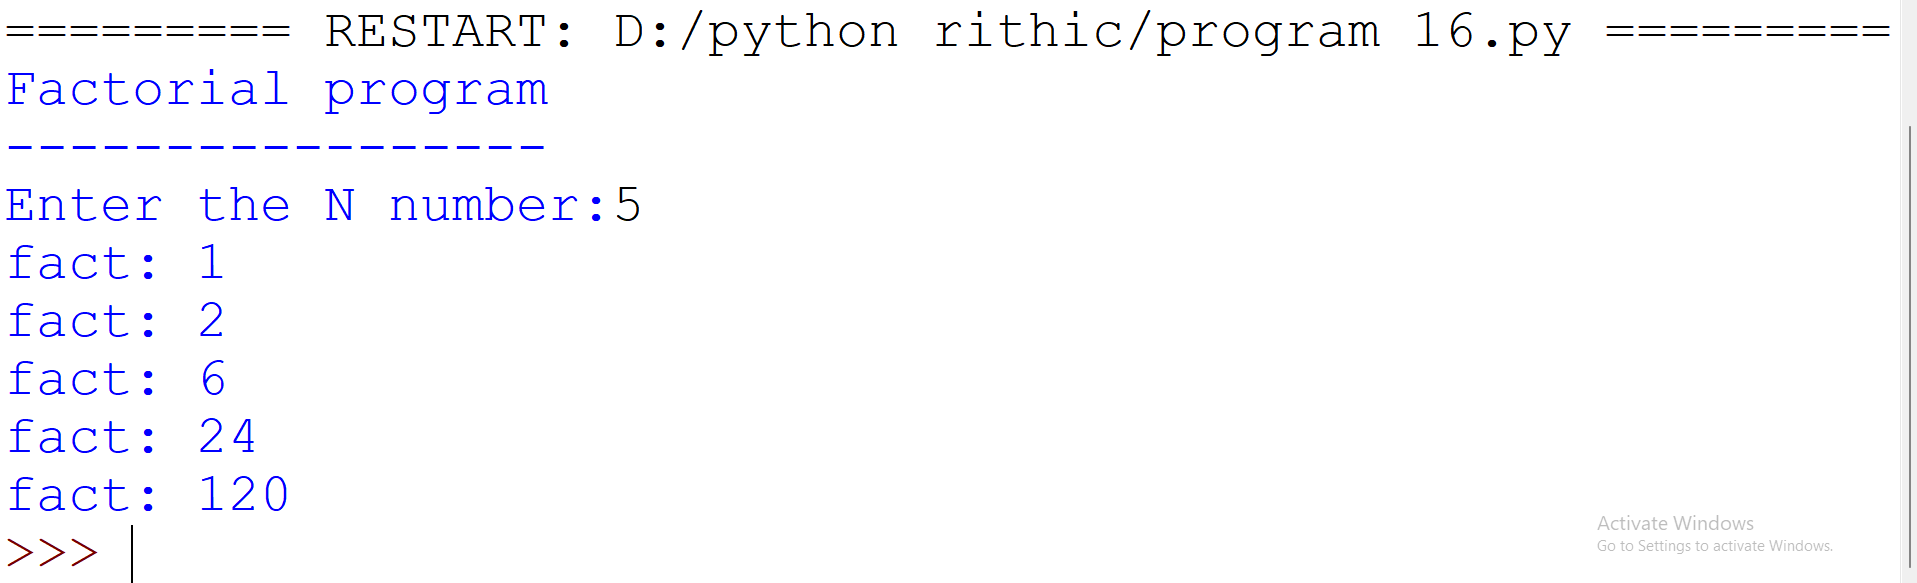 ========= RESTART: D:/python rithic/program 16.py =========
Factorial program
-----------------
Enter the N number:5
fact: 1
fact: 2
fact: 6
fact: 24
fact: 120
>>>
Activate Windows
Go to Settings to activate Windows.